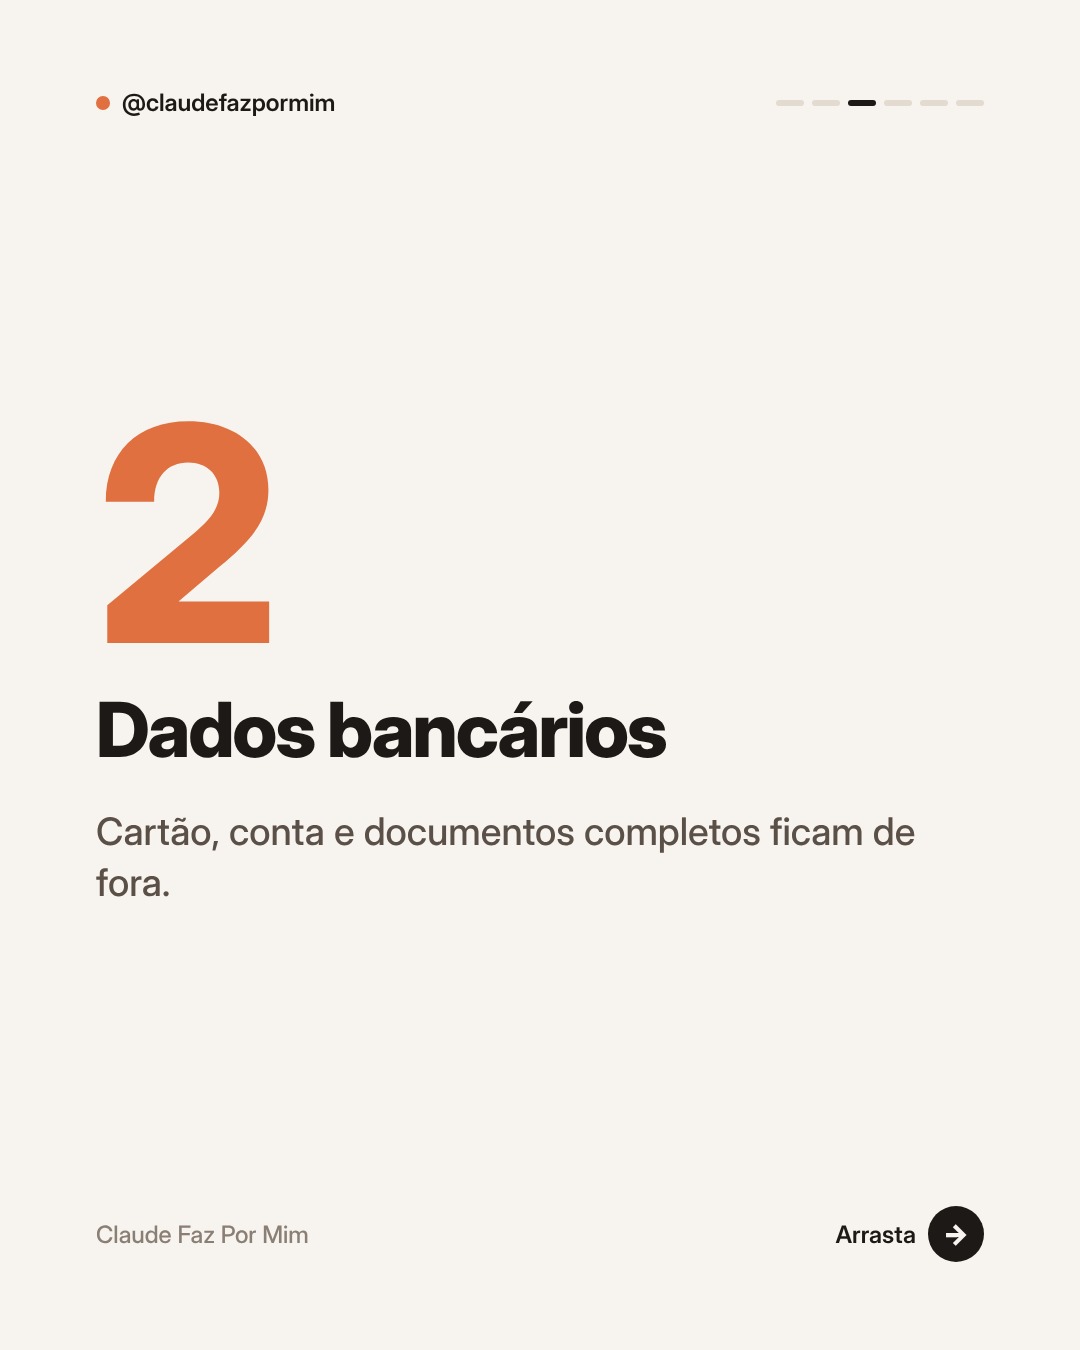 @claudefazpormim
2
Dados bancários
Cartão, conta e documentos completos ficam de
fora.
Claude Faz Por Mim
Arrasta